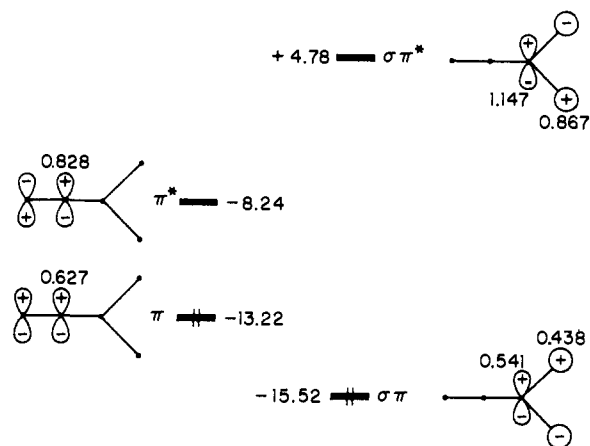 −
+ 4.78 σπ* +
-
1.147 +
0.867
0.828
− + π* −8.24
+ −
0.627
+ + π −13.22
− − 0.438
0.541 +
−15.52 σπ +
−
−